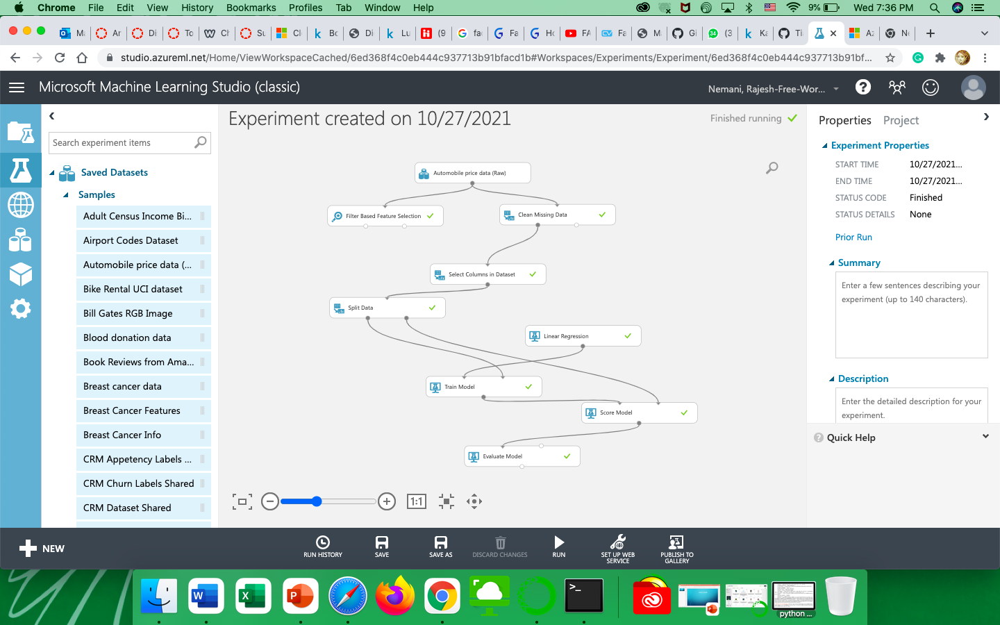 Chrome File Edit View History Bookmarks Profiles Tab Window Help 9% Wed 7:36 PM
Ma Ar Di To Ch Su Cl Bo Di Lu (9 fac Fa Ho FA Fa M Gi (3 Ka Tia Az Ne
studio.azureml.net/Home/ViewWorkspaceCached/6ed368f4c0eb444c937713b91bfacd1b#Workspaces/Experiments/Experiment/6ed368f4c0eb444c937713b91bf...
Microsoft Machine Learning Studio (classic)
Nemani, Rajesh-Free-Wor...
Experiment created on 10/27/2021
Finished running
Search experiment items
Saved Datasets
Samples
Adult Census Income Bi...
Airport Codes Dataset
Automobile price data (...
Bike Rental UCI dataset
Bill Gates RGB Image
Blood donation data
Book Reviews from Ama...
Breast cancer data
Breast Cancer Features
Breast Cancer Info
CRM Appetency Labels ...
CRM Churn Labels Shared
CRM Dataset Shared
Automobile price data (Raw)
Filter Based Feature Selection
Clean Missing Data
Select Columns in Dataset
Split Data
Linear Regression
Train Model
Score Model
Evaluate Model
1:1
Properties Project
Experiment Properties
START TIME 10/27/2021...
END TIME 10/27/2021...
STATUS CODE Finished
STATUS DETAILS None
Prior Run
Summary
Enter a few sentences describing your
experiment (up to 140 characters).
Description
Enter the detailed description for your
experiment.
Quick Help
NEW
RUN HISTORY
SAVE
SAVE AS
DISCARD CHANGES
RUN
SET UP WEB
SERVICE
PUBLISH TO
GALLERY
python ...